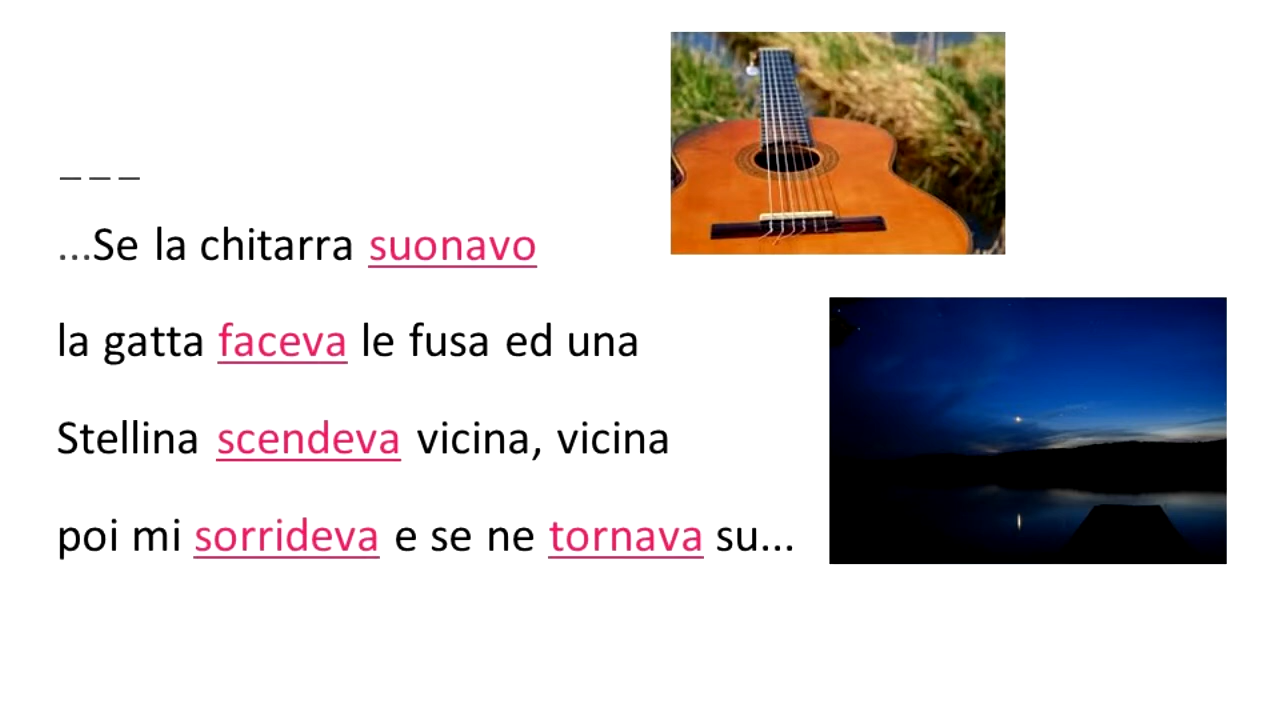 _ _ _
...Se la chitarra suonavo
la gatta faceva le fusa ed una
Stellina scendeva vicina, vicina
poi mi sorrideva e se ne tornava su...